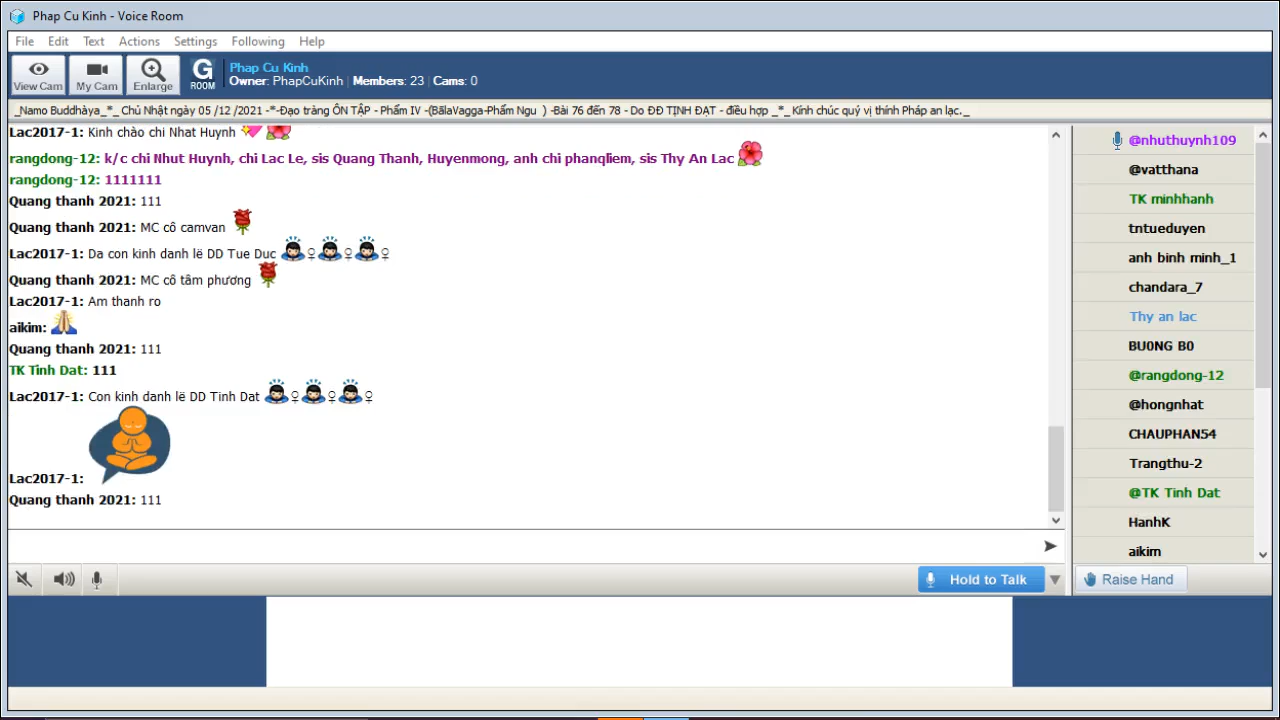 Phap Cu Kinh - Voice Room
File Edit Text Actions Settings Following Help
View Cam My Cam Enlarge G ROOM
Phap Cu Kinh
Owner: PhapCuKinh | Members: 23 | Cams: 0
_Namo Buddhàya_*_ Chủ Nhật ngày 05 /12 /2021 -*-Đạo tràng ÔN TẬP - Phẩm IV -(BālaVagga-Phẩm Ngu ) -Bài 76 đến 78 - Do ĐĐ TỊNH ĐẠT - điều hợp _*_ Kính chúc quý vị thính Pháp an lạc._
Lac2017-1: Kinh chào chi Nhat Huynh
rangdong-12: k/c chi Nhut Huynh, chi Lac Le, sis Quang Thanh, Huyenmong, anh chi phanqliem, sis Thy An Lac
rangdong-12: 1111111
Quang thanh 2021: 111
Quang thanh 2021: MC cô camvan
Lac2017-1: Da con kinh danh lë DD Tue Duc ♀ ♀ ♀
Quang thanh 2021: MC cô tâm phương
Lac2017-1: Am thanh ro
aikim:
Quang thanh 2021: 111
TK Tinh Dat: 111
Lac2017-1: Con kinh danh lë DD Tinh Dat ♀ ♀ ♀
Lac2017-1:
Quang thanh 2021: 111
@nhuthuynh109
@vatthana
TK minhhanh
tntueduyen
anh binh minh_1
chandara_7
Thy an lac
BU0NG B0
@rangdong-12
@hongnhat
CHAUPHAN54
Trangthu-2
@TK Tinh Dat
HanhK
aikim
Hold to Talk
Raise Hand